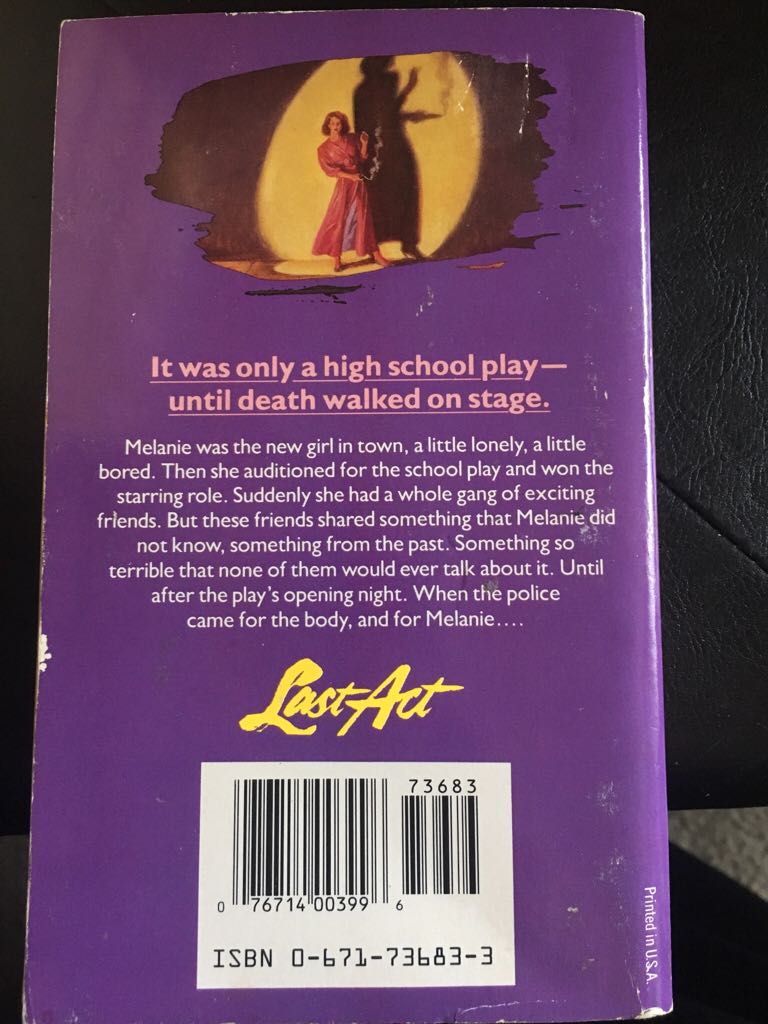 It was only a high school play—
until death walked on stage.
Melanie was the new girl in town, a little lonely, a little
bored. Then she auditioned for the school play and won the
starring role. Suddenly she had a whole gang of exciting
friends. But these friends shared something that Melanie did
not know, something from the past. Something so
terrible that none of them would ever talk about it. Until
after the play's opening night. When the police
came for the body, and for Melanie....
Last Act
73683
0 76714 00399 6
ISBN 0-671-73683-3
Printed in U.S.A.